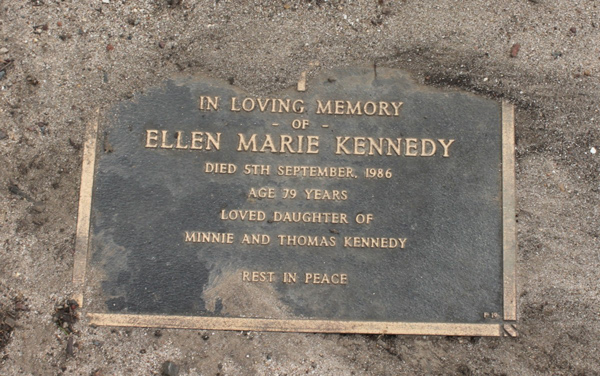 IN LOVING MEMORY
- OF -
ELLEN MARIE KENNEDY
DIED 5TH SEPTEMBER, 1986
AGE 79 YEARS
LOVED DAUGHTER OF
MINNIE AND THOMAS KENNEDY
REST IN PEACE